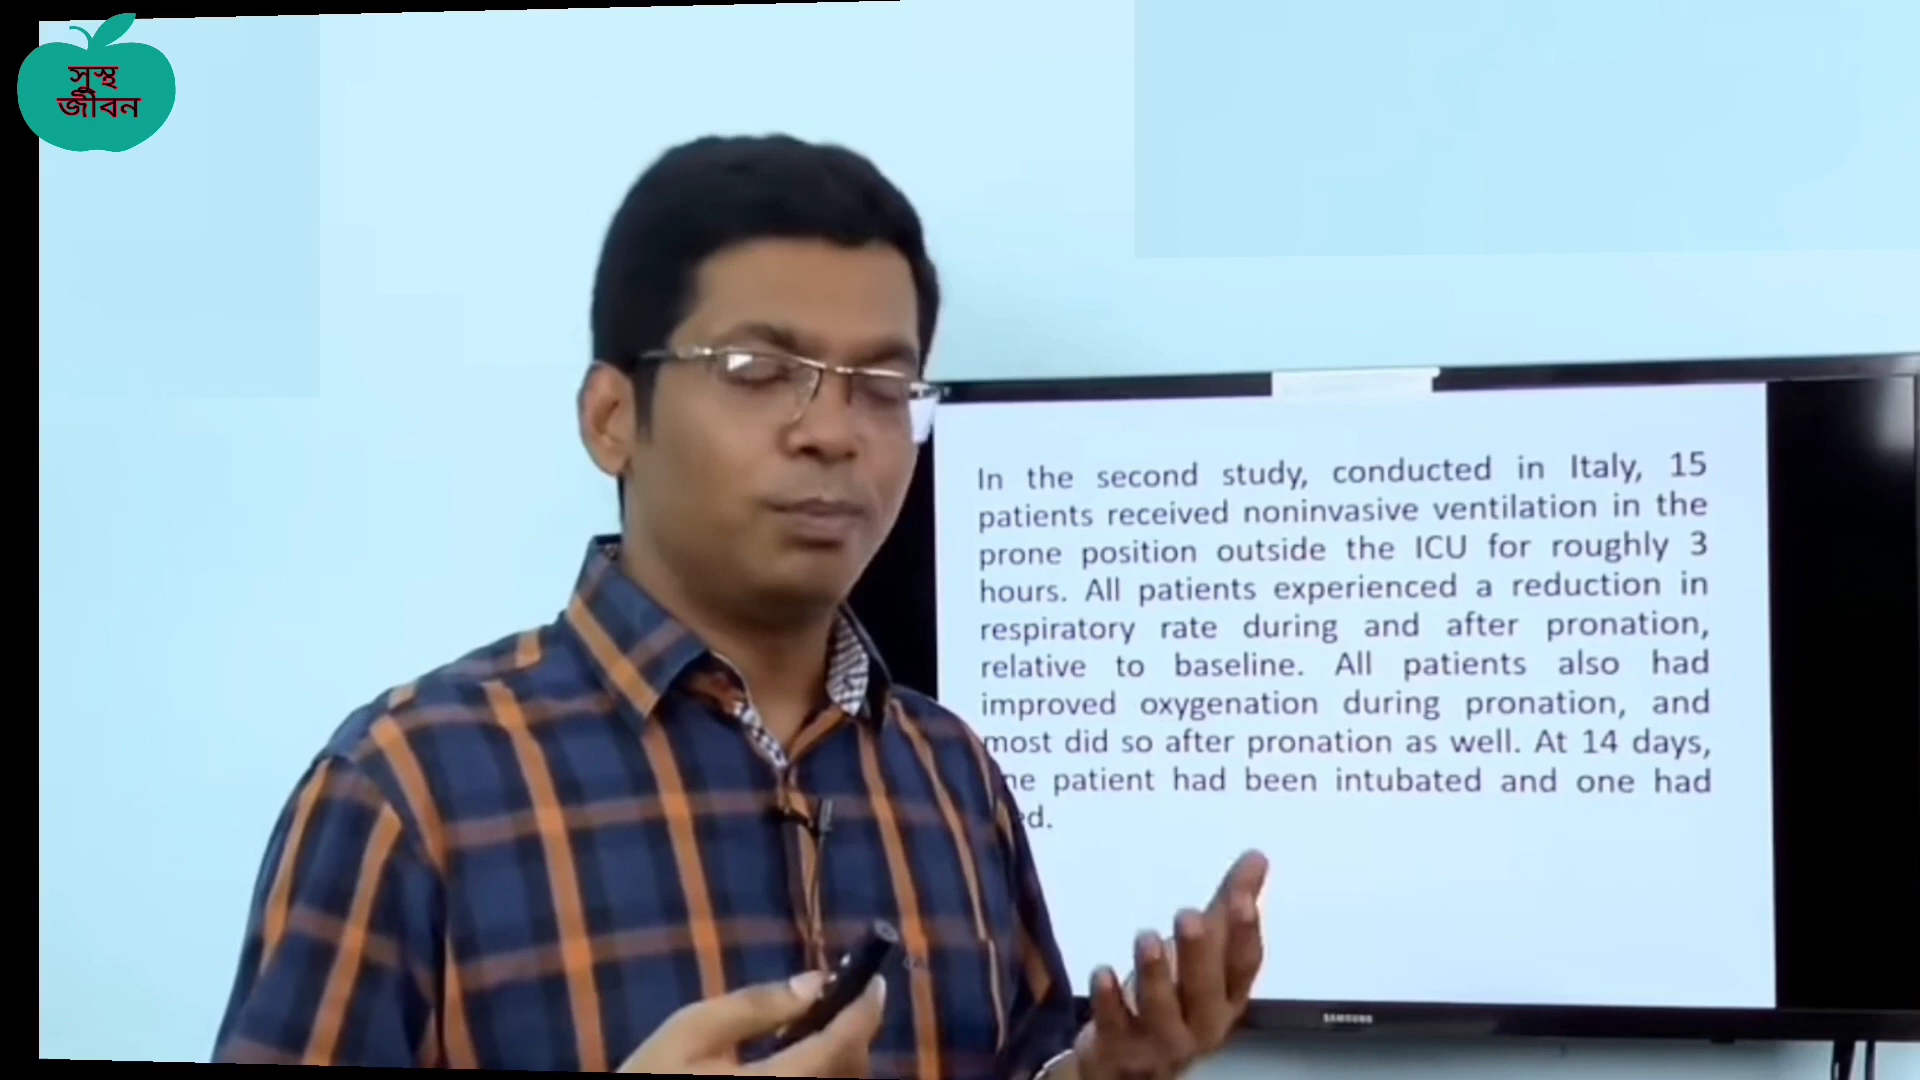 সুস্থ
জীবন
In the second study, conducted in Italy, 15
patients received noninvasive ventilation in the
prone position outside the ICU for roughly 3
hours. All patients experienced a reduction in
respiratory rate during and after pronation,
relative to baseline. All patients also had
improved oxygenation during pronation, and
most did so after pronation as well. At 14 days,
patient had been intubated and one had
SAMSUNG